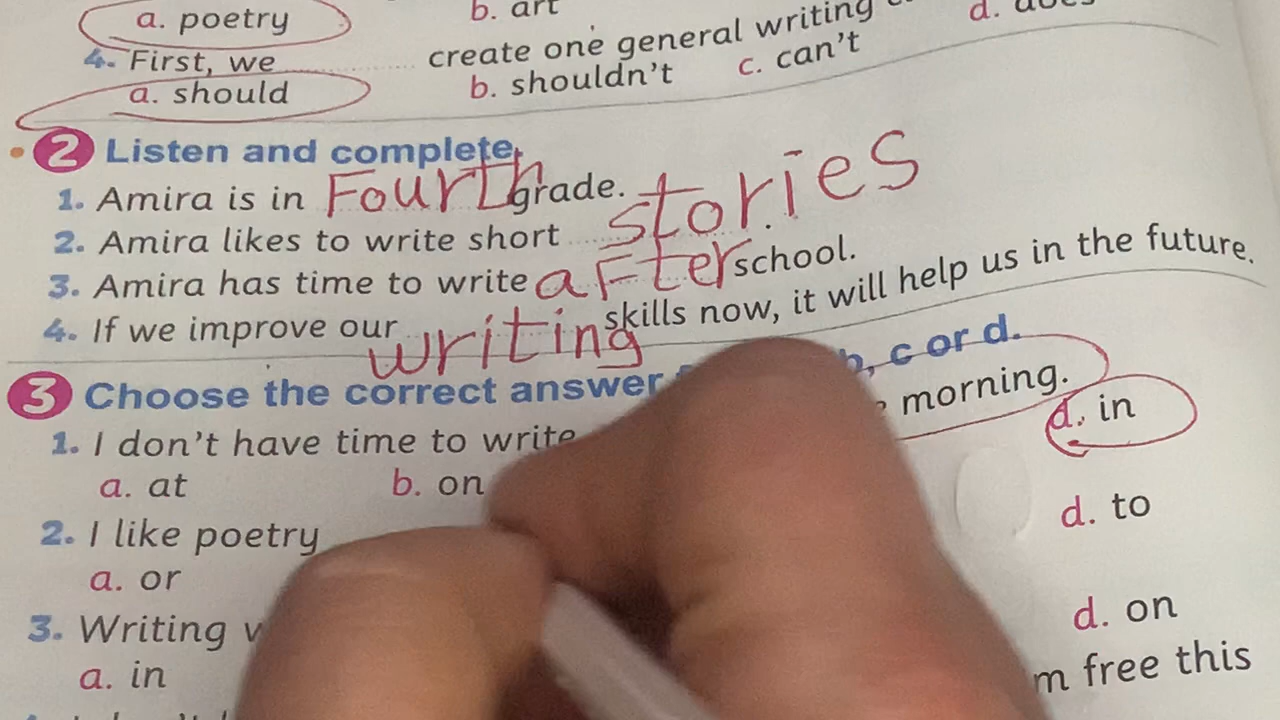 a. poetry b. art d. does
4. First, we create one general writing
a. should b. shouldn't c. can't
2 Listen and complete.
1. Amira is in Fourth grade.
2. Amira likes to write short stories
3. Amira has time to write after school.
4. If we improve our writing skills now, it will help us in the future.
3 Choose the correct answer b, c or d.
1. I don't have time to write morning.
a. at b. on d. in
2. I like poetry
a. or d. to
3. Writing
a. in d. on
free this